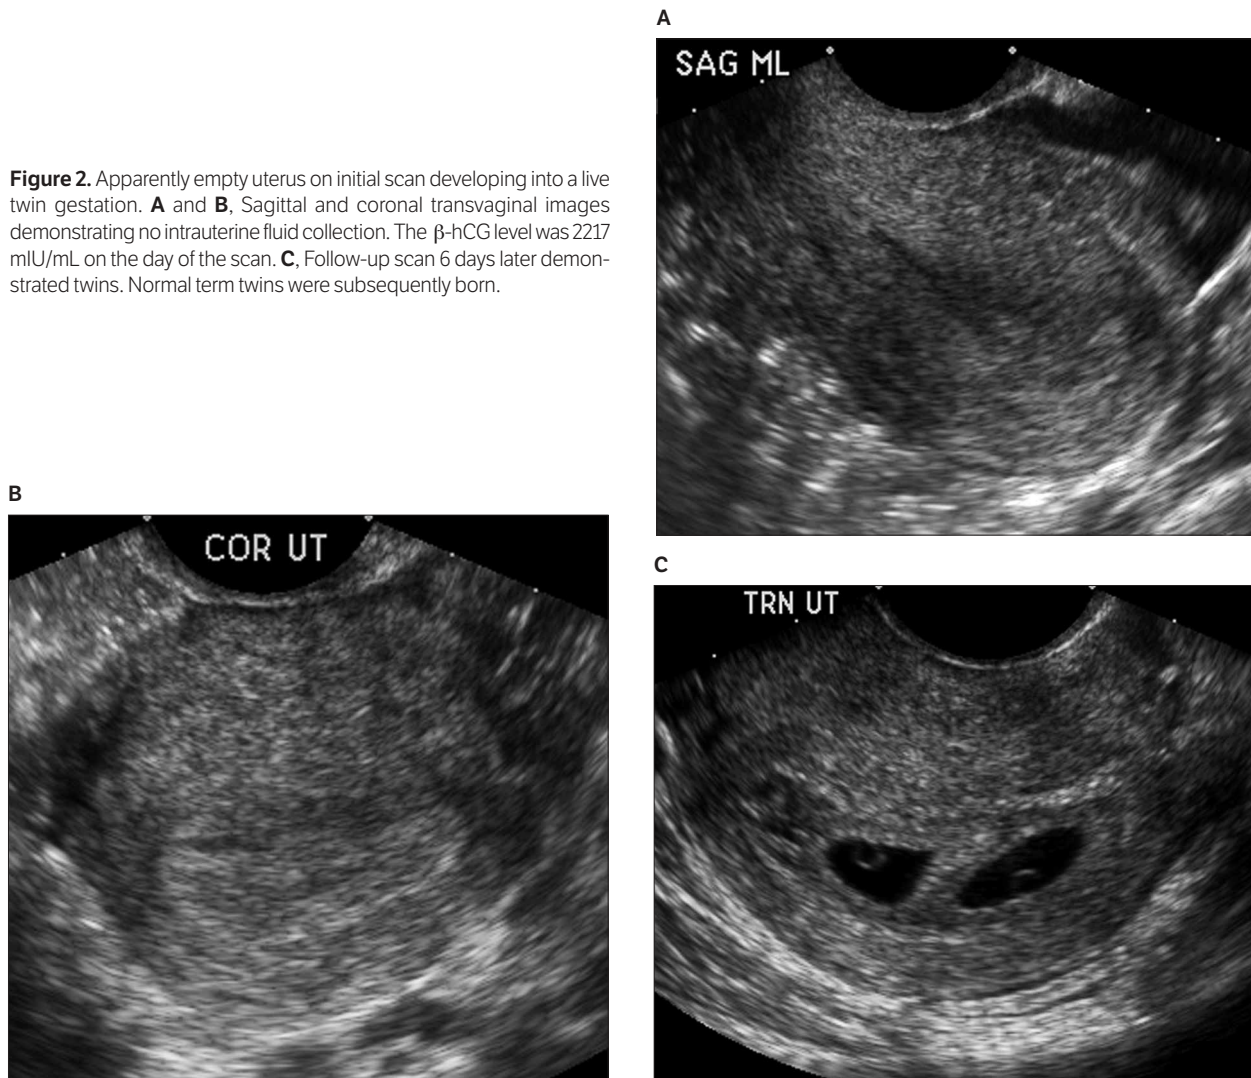 A
SAG ML
Figure 2. Apparently empty uterus on initial scan developing into a live
twin gestation. A and B, Sagittal and coronal transvaginal images
demonstrating no intrauterine fluid collection. The β-hCG level was 2217
mIU/mL on the day of the scan. C, Follow-up scan 6 days later demon-
strated twins. Normal term twins were subsequently born.
B
COR UT
C
TRN UT